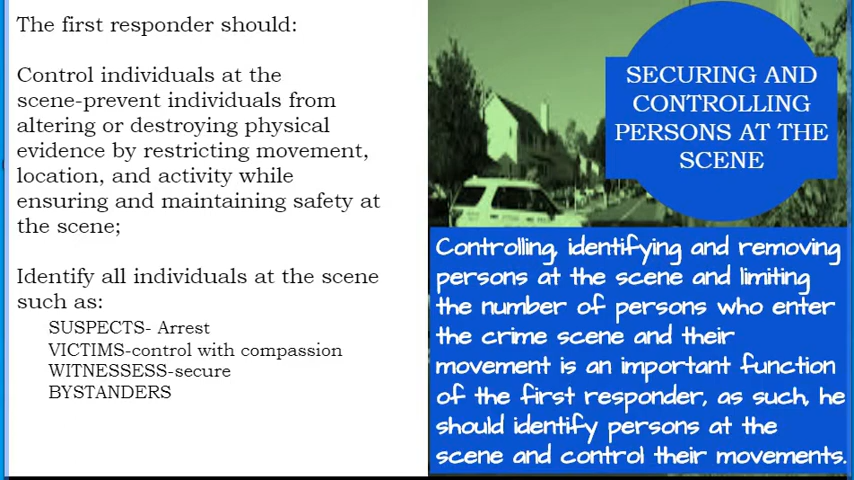 The first responder should:
Control individuals at the
scene-prevent individuals from
altering or destroying physical
evidence by restricting movement,
location, and activity while
ensuring and maintaining safety at
the scene;
Identify all individuals at the scene
such as:
SUSPECTS- Arrest
VICTIMS-control with compassion
WITNESSESS-secure
BYSTANDERS
SECURING AND
CONTROLLING
PERSONS AT THE
SCENE
Controlling, identifying and removing
persons at the scene and limiting
the number of persons who enter
the crime scene and their
movement is an important function
of the first responder, as such, he
should identify persons at the
scene and control their movements.